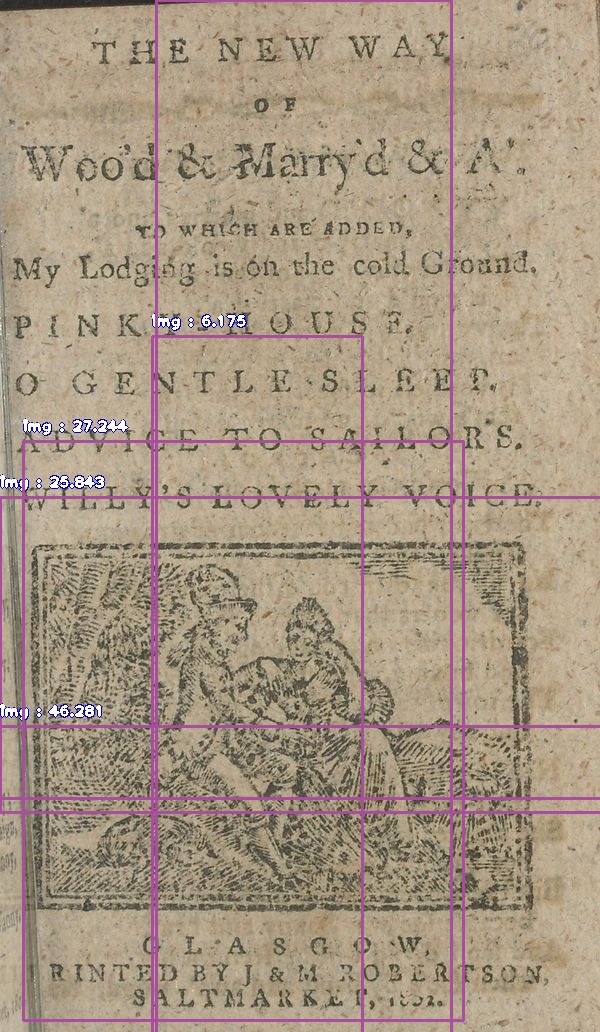 THE NEW WAY
OF
Woo'd & Marry'd & A'.
TO WHICH ARE ADDED,
My Lodging is on the cold Ground.
PINKY HOUSE.
img : 6.175
O GENTLE SLEEP.
img : 27.244
ADVICE TO SAILORS.
img : 25.843
WILLY'S LOVELY VOICE.
img : 46.281
GLASGOW,
PRINTED BY J & M ROBERTSON,
SALTMARKET,